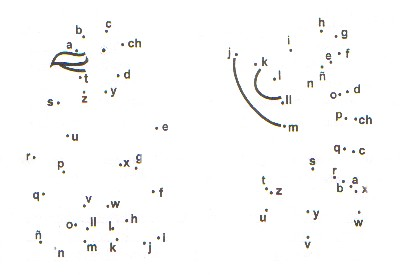 b c
a ch
t d
s z y
u e
r p x g
q v w f
o ll l h
ñ n m k j i
h g
i
j k e f
l n ñ
ll o d
m p ch
q c
s r
t z b a x
u y w
v